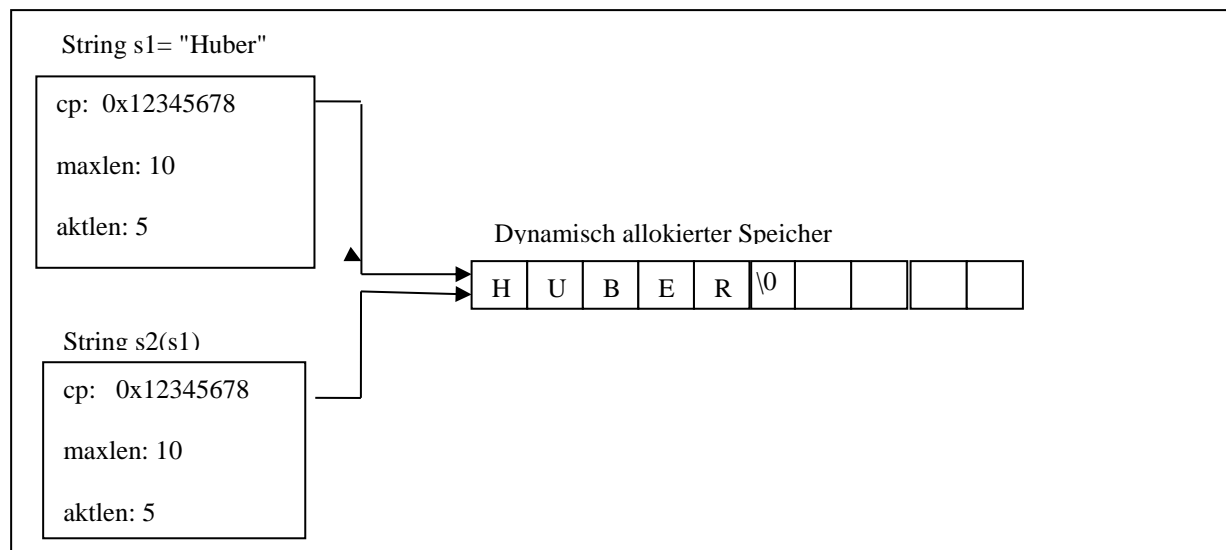 String s1= "Huber"
cp: 0x12345678
maxlen: 10
aktlen: 5
Dynamisch allokierter Speicher
H U B E R \0
String s2(s1)
cp: 0x12345678
maxlen: 10
aktlen: 5